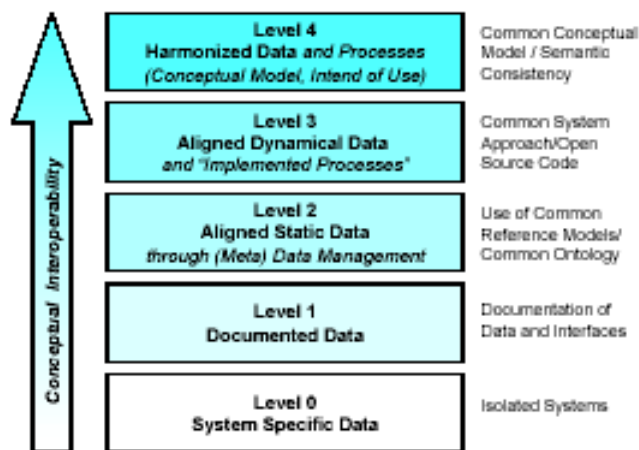 Conceptual Interoperability
Level 4
Harmonized Data and Processes
(Conceptual Model, Intend of Use)
Common Conceptual
Model / Semantic
Consistency
Level 3
Aligned Dynamical Data
and "Implemented Processes"
Common System
Approach/Open
Source Code
Level 2
Aligned Static Data
through (Meta) Data Management
Use of Common
Reference Models/
Common Ontology
Level 1
Documented Data
Documentation of
Data and Interfaces
Level 0
System Specific Data
Isolated Systems